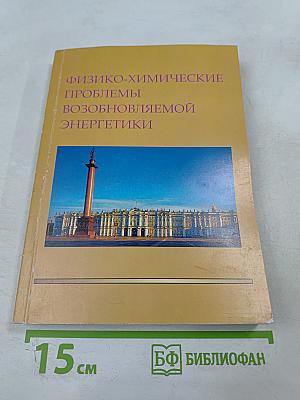 ФИЗИКО-ХИМИЧЕСКИЕ
ПРОБЛЕМЫ
ВОЗОБНОВЛЯЕМОЙ
ЭНЕРГЕТИКИ
15 см
БФ БИБЛИОФАН